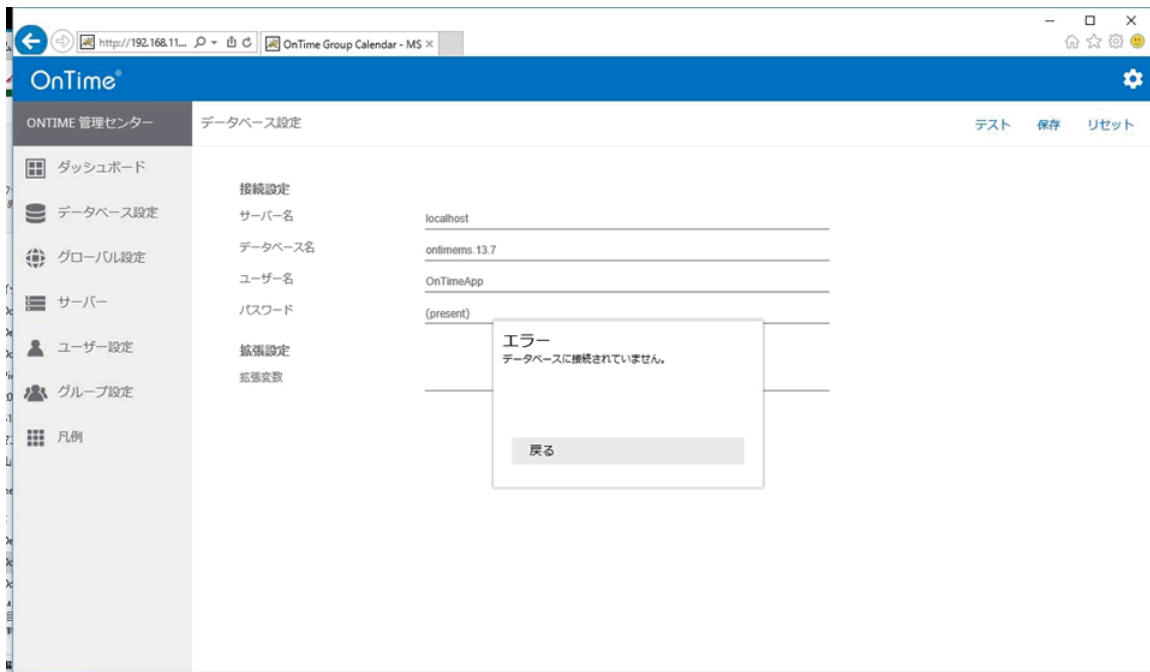 http://192.168.11...
OnTime Group Calendar - MS
OnTime®
ONTIME 管理センター
データベース設定
テスト
保存
リセット
ダッシュボード
データベース設定
グローバル設定
サーバー
ユーザー設定
グループ設定
凡例
接続設定
サーバー名
localhost
データベース名
ontimems.13.7
ユーザー名
OnTimeApp
パスワード
(present)
拡張設定
拡張変数
エラー
データベースに接続されていません。
戻る